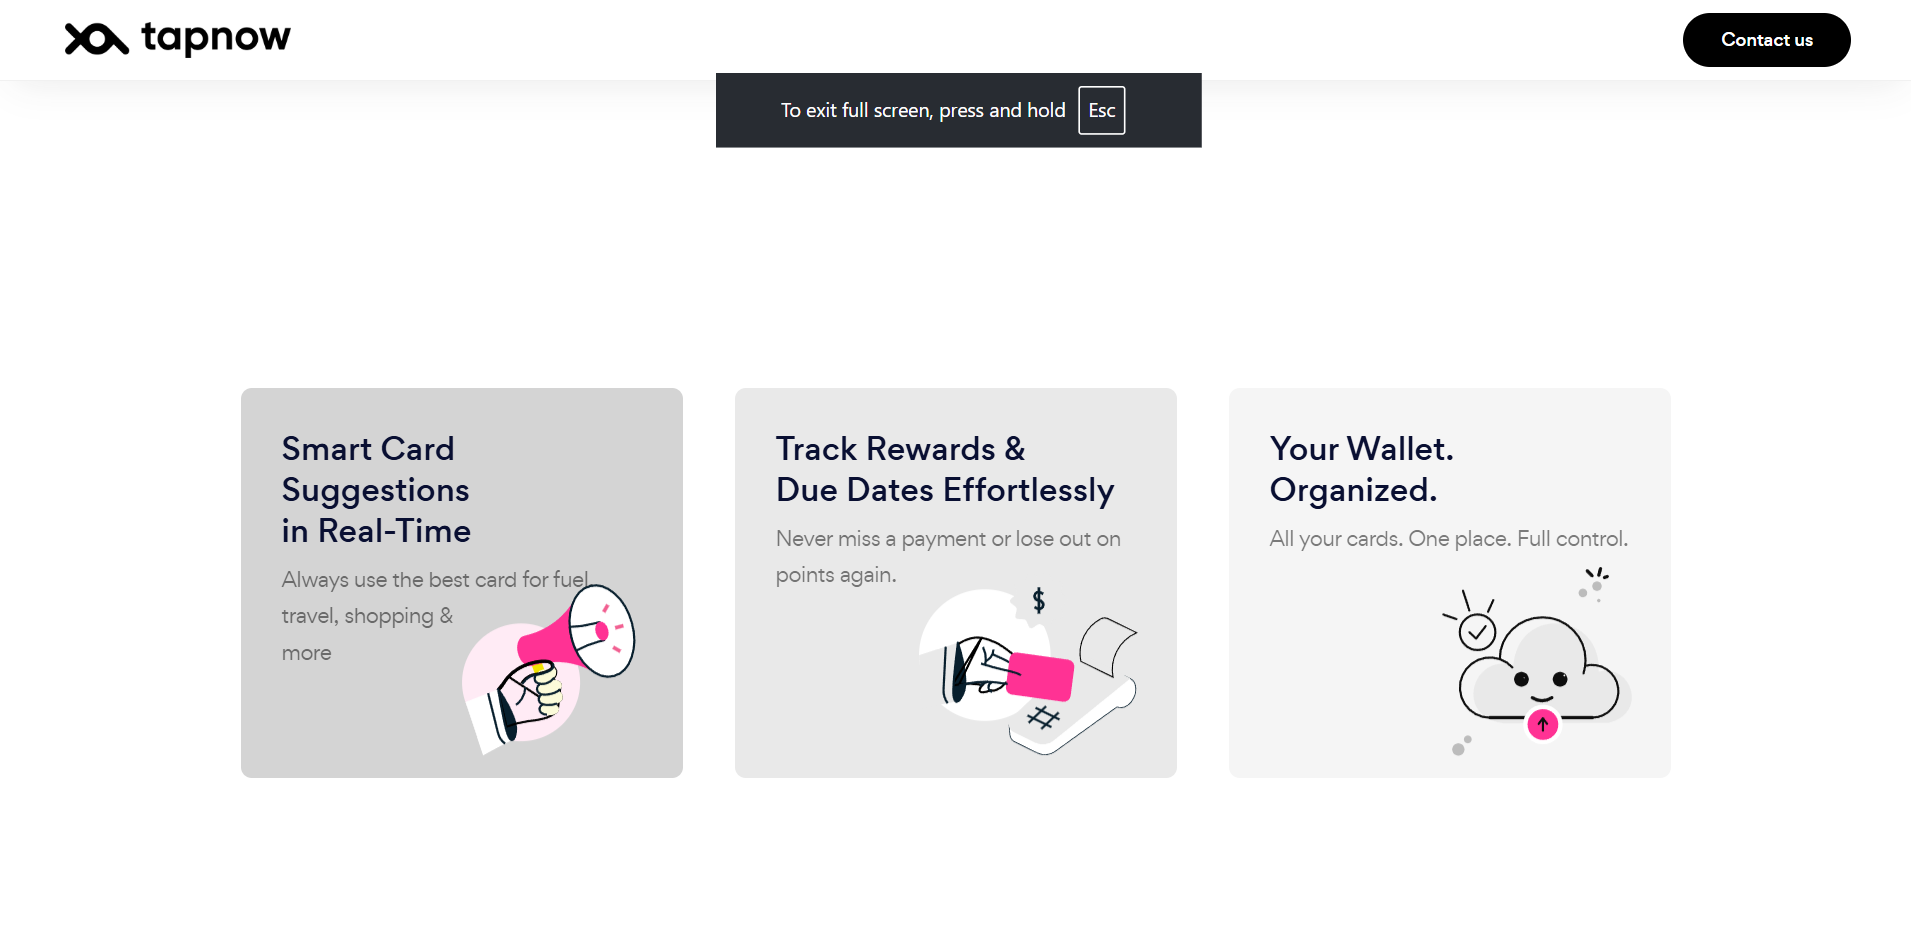 tapnow
Contact us
To exit full screen, press and hold Esc
Smart Card
Suggestions
in Real-Time
Always use the best card for fuel,
travel, shopping &
more
Track Rewards &
Due Dates Effortlessly
Never miss a payment or lose out on
points again.
$
Your Wallet.
Organized.
All your cards. One place. Full control.